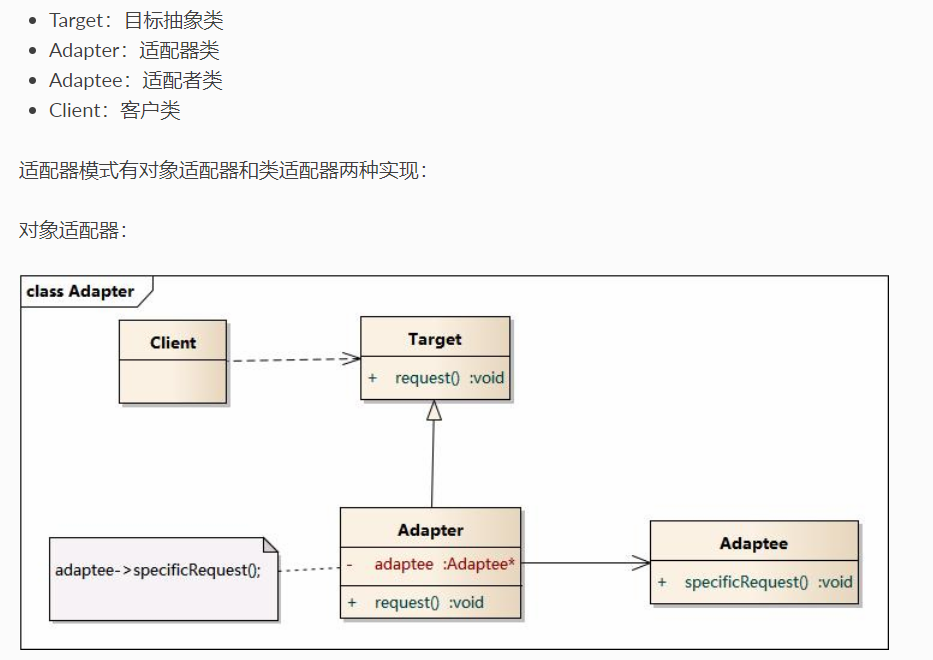 Target：目标抽象类
Adapter：适配器类
Adaptee：适配者类
Client：客户类
适配器模式有对象适配器和类适配器两种实现：
对象适配器：
class Adapter
Client
Target
+ request() :void
Adapter
- adaptee :Adaptee*
+ request() :void
adaptee->specificRequest();
Adaptee
+ specificRequest() :void